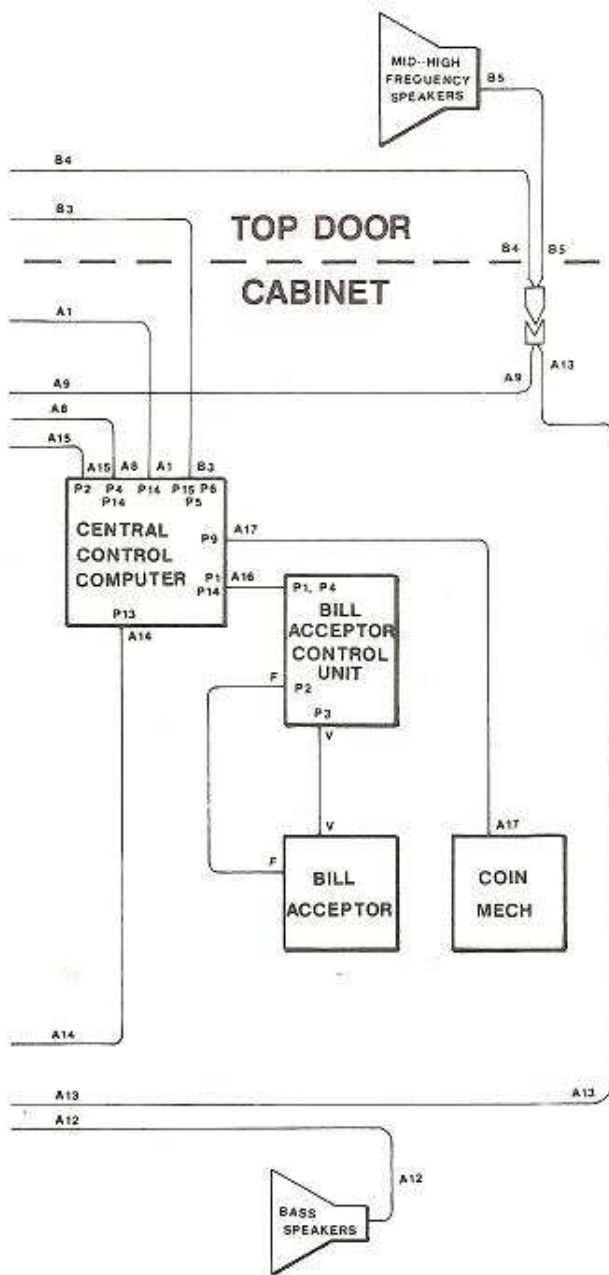 MID-HIGH
FREQUENCY
SPEAKERS
B5
B4
B3
TOP DOOR
B4 B5
CABINET
A1
A9
A9 A13
A8
A15
A15 A8 A1 B3
P2 P4 P14 P15 P6
P14 P5
CENTRAL
CONTROL
COMPUTER
P9 A17
P1 A16
P14
P13
A14
P1, P4
BILL
ACCEPTOR
CONTROL
UNIT
F P2
P3
V
V
A17
F
BILL
ACCEPTOR
COIN
MECH
A14
A13 A13
A12
A12
BASS
SPEAKERS